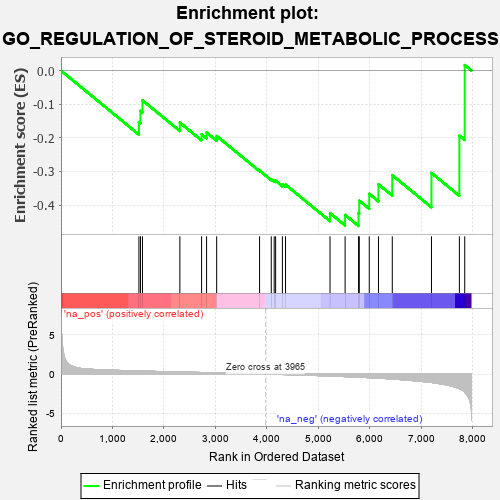 Enrichment plot:
GO_REGULATION_OF_STEROID_METABOLIC_PROCESS
Enrichment score (ES)
0.0
-0.1
-0.2
-0.3
-0.4
'na_pos' (positively correlated)
Ranked list metric (PreRanked)
5
0
-5
Zero cross at 3965
'na_neg' (negatively correlated)
0 1,000 2,000 3,000 4,000 5,000 6,000 7,000 8,000
Rank in Ordered Dataset
Enrichment profile Hits Ranking metric scores